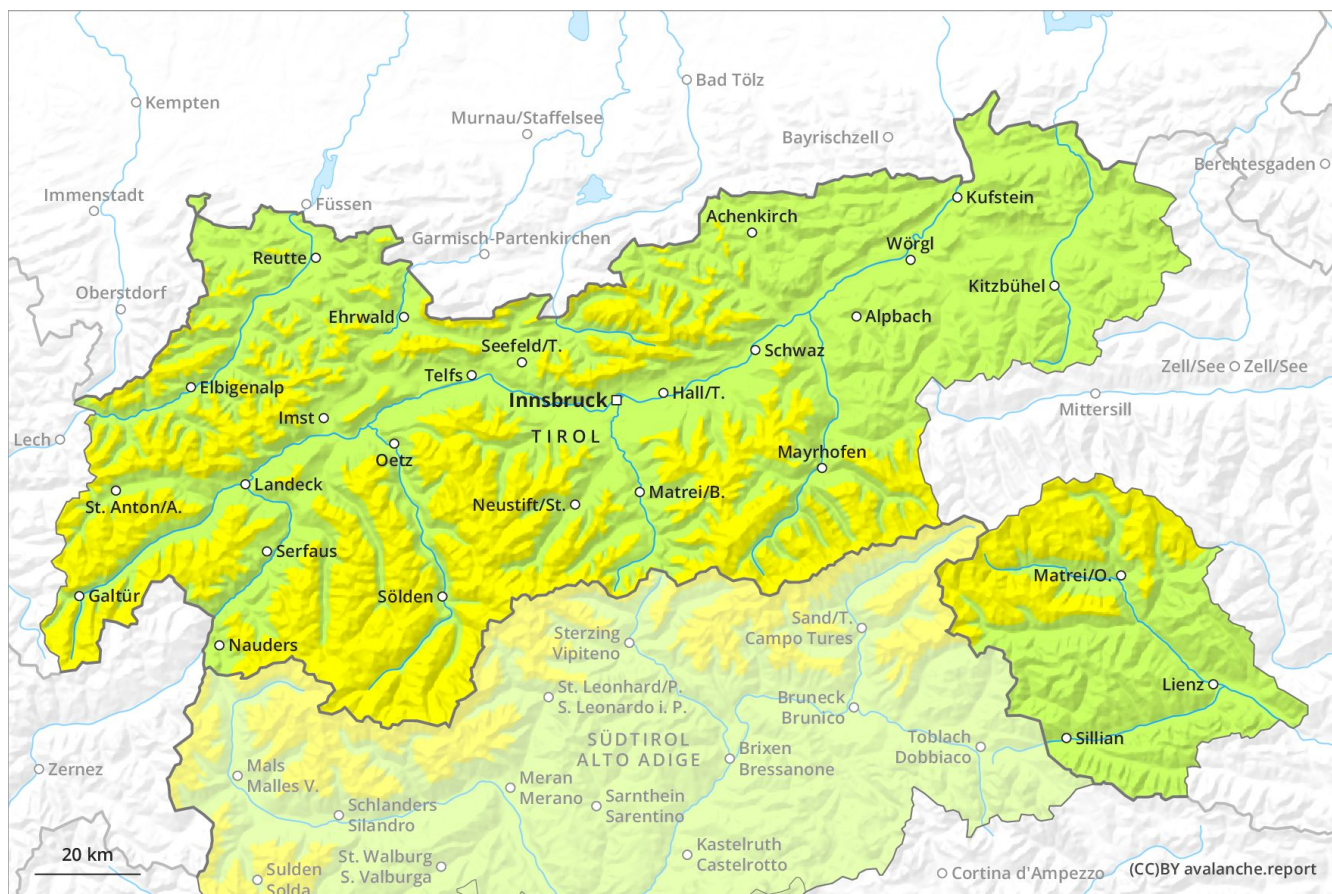 Bad Tölz
Kempten
Murnau/Staffelsee
Bayrischzell
Berchtesgaden
Immenstadt
Füssen
Kufstein
Achenkirch
Garmisch-Partenkirchen
Wörgl
Reutte
Kitzbühel
Oberstdorf
Ehrwald
Alpbach
Seefeld/T.
Schwaz
Telfs
Zell/See
Zell/See
Elbigenalp
Innsbruck
Hall/T.
Mittersill
Imst
Lech
TIROL
Oetz
Mayrhofen
Landeck
St. Anton/A.
Neustift/St.
Matrei/B.
Serfaus
Matrei/O.
Galtür
Sölden
Sand/T.
Campo Tures
Sterzing
Vipiteno
Nauders
Lienz
St. Leonhard/P.
S. Leonardo i. P.
Bruneck
Brunico
SÜDTIROL
ALTO ADIGE
Toblach
Dobbiaco
Sillian
Brixen
Bressanone
Zernez
Mals
Malles V.
Meran
Merano
Schlanders
Silandro
Sarnthein
Sarentino
20 km
St. Walburg
S. Valburga
Kastelruth
Castelrotto
Sulden
Solda
Cortina d'Ampezzo
(CC)BY avalanche.report